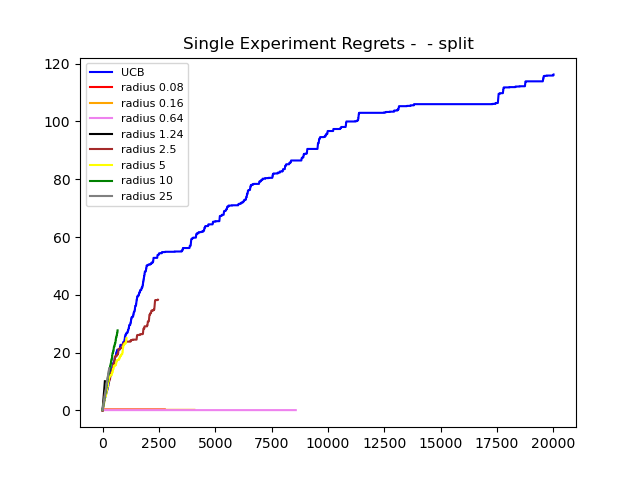 Single Experiment Regrets -  - split
120
100
80
60
40
20
0
UCB
radius 0.08
radius 0.16
radius 0.64
radius 1.24
radius 2.5
radius 5
radius 10
radius 25
0 2500 5000 7500 10000 12500 15000 17500 20000